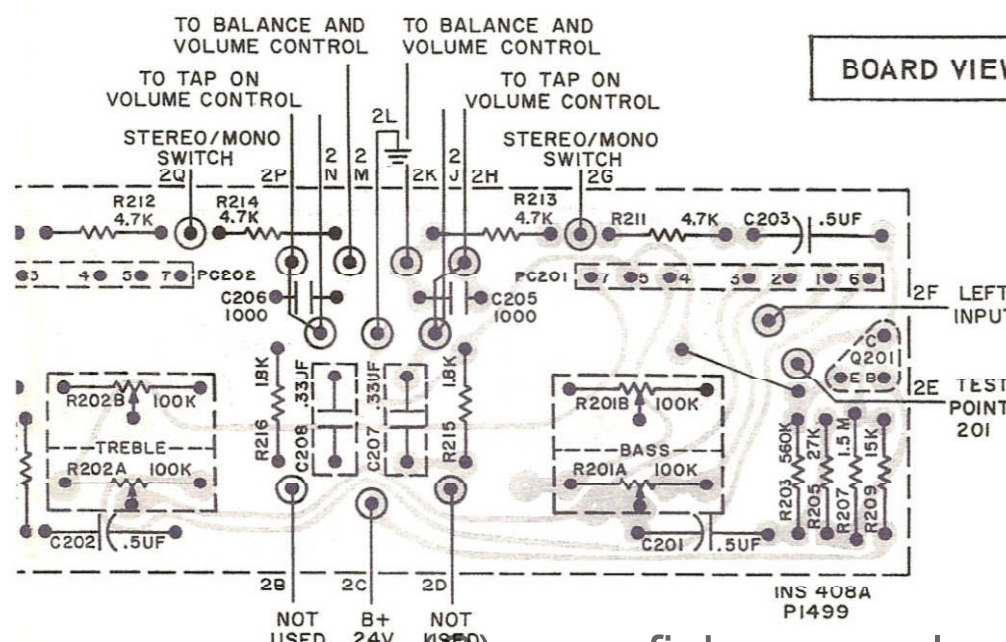 TO BALANCE AND
VOLUME CONTROL
TO BALANCE AND
VOLUME CONTROL
TO TAP ON
VOLUME CONTROL
TO TAP ON
VOLUME CONTROL
BOARD VIEW
STEREO/MONO
SWITCH
2L
STEREO/MONO
SWITCH
2Q
2P
2
N
2
M
2K
2
J
2H
2G
R212
4.7K
R214
4.7K
R213
4.7K
R211
4.7K
C203
.5UF
3
4
5
7
PC202
PC201
7
5
4
3
2
1
6
C206
1000
C205
1000
2F
LEFT
INPUT
C
Q201
E B
2E
TEST
POINT
201
R202B
100K
TREBLE
R202A
100K
1.8K
R216
.33UF
C208
.33UF
C207
1.8K
R215
R201B
100K
BASS
R201A
100K
560K
R203
27K
R205
1.5 M
R207
15K
R209
C202
.5UF
C201
.5UF
2B
2C
2D
NOT
USED
B+
24V
NOT
USED
INS 408A
P1499